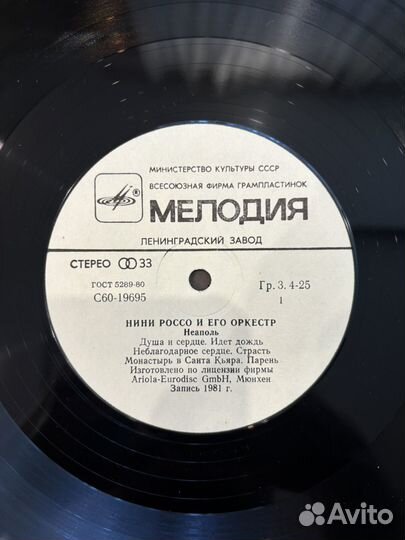 МИНИСТЕРСТВО КУЛЬТУРЫ СССР
ВСЕСОЮЗНАЯ ФИРМА ГРАМПЛАСТИНОК
® МЕЛОДИЯ
ЛЕНИНГРАДСКИЙ ЗАВОД
СТЕРЕО 33
ГОСТ 5289-80
С60-19695
Гр. 3. 4-25
1
НИНИ РОССО И ЕГО ОРКЕСТР
Неаполь
Душа и сердце. Идет дождь
Неблагодарное сердце. Страсть
Монастырь в Санта Кьяра. Парень
Изготовлено по лицензии фирмы
Ariola-Eurodisc GmbH, Мюнхен
Запись 1981 г.
Avito